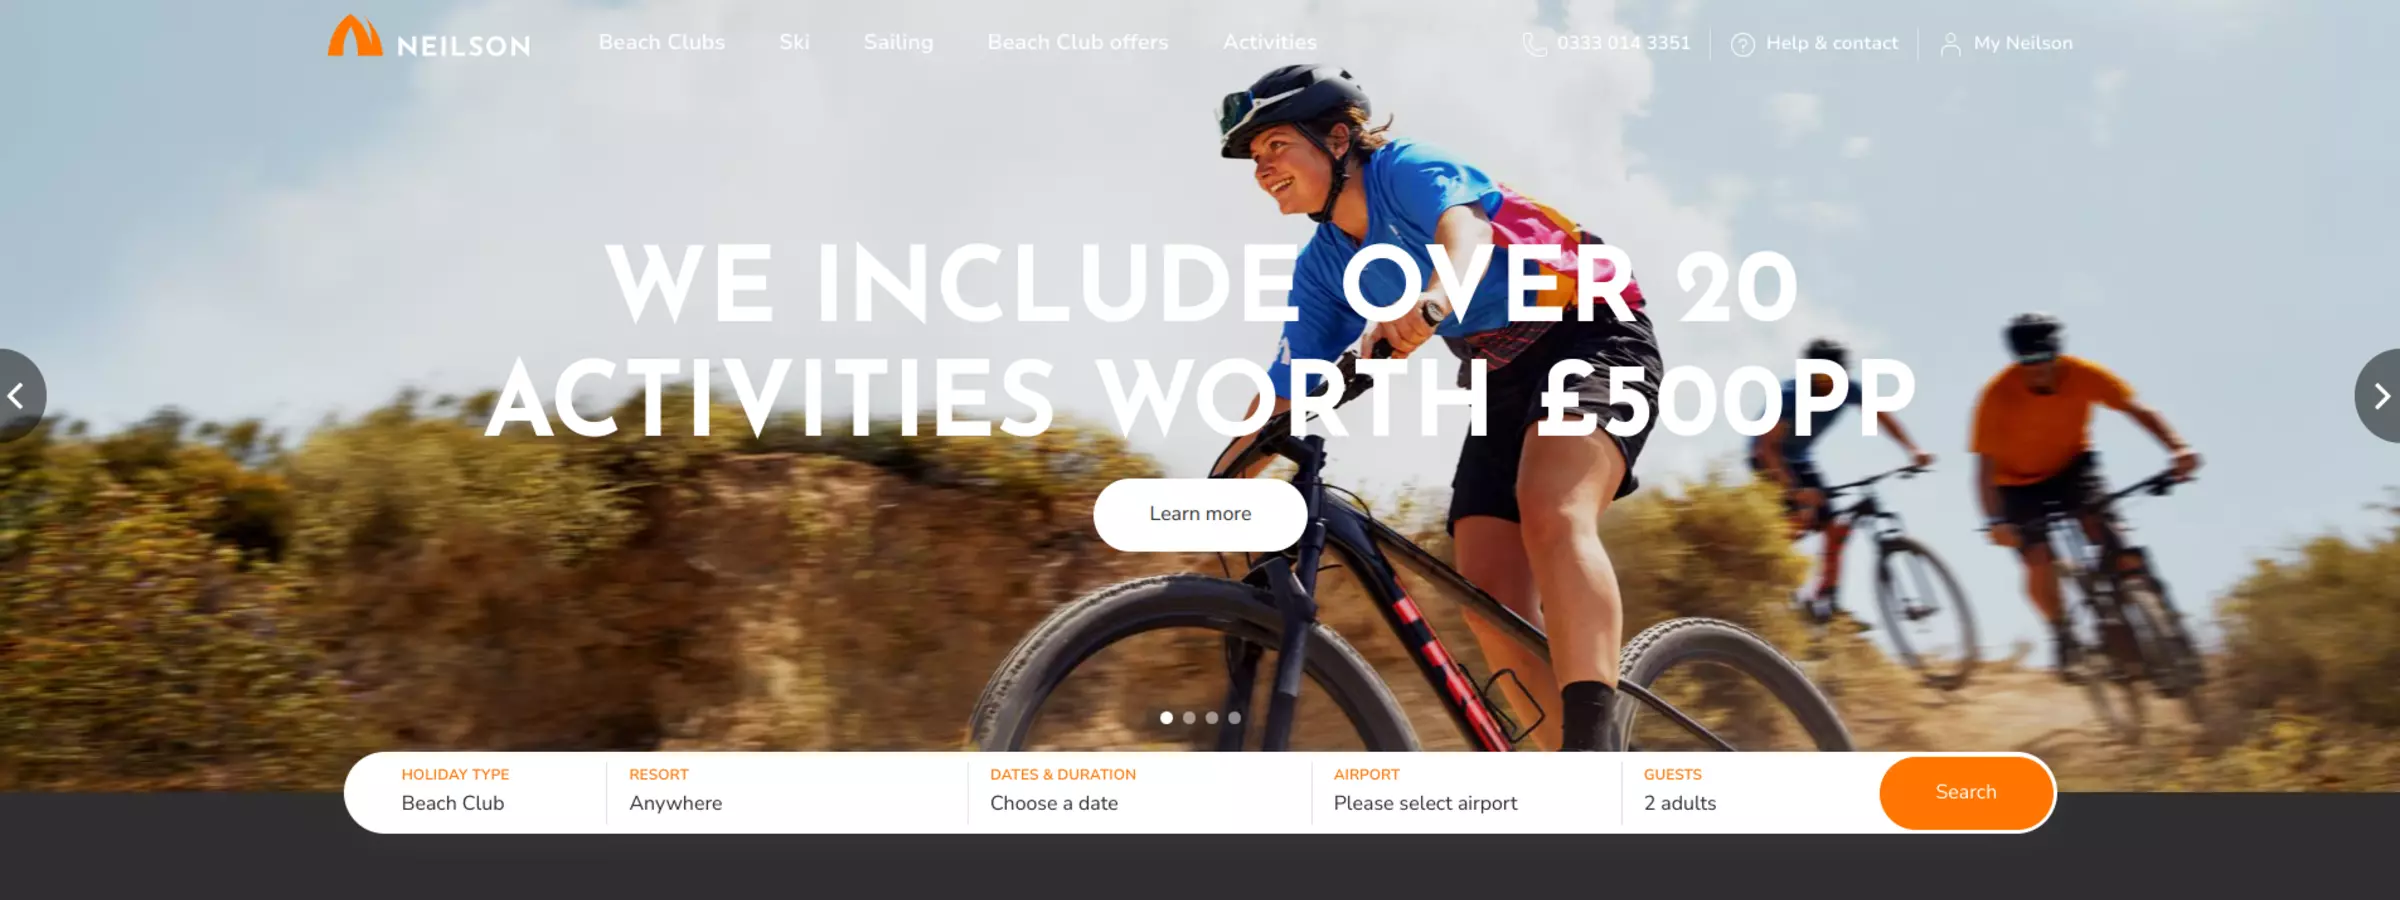 NEILSON
Beach Clubs Ski Sailing Beach Club offers Activities
0333 014 3351 Help & contact My Neilson
WE INCLUDE OVER 20
ACTIVITIES WORTH £500PP
Learn more
HOLIDAY TYPE RESORT DATES & DURATION AIRPORT GUESTS
Beach Club Anywhere Choose a date Please select airport 2 adults
Search